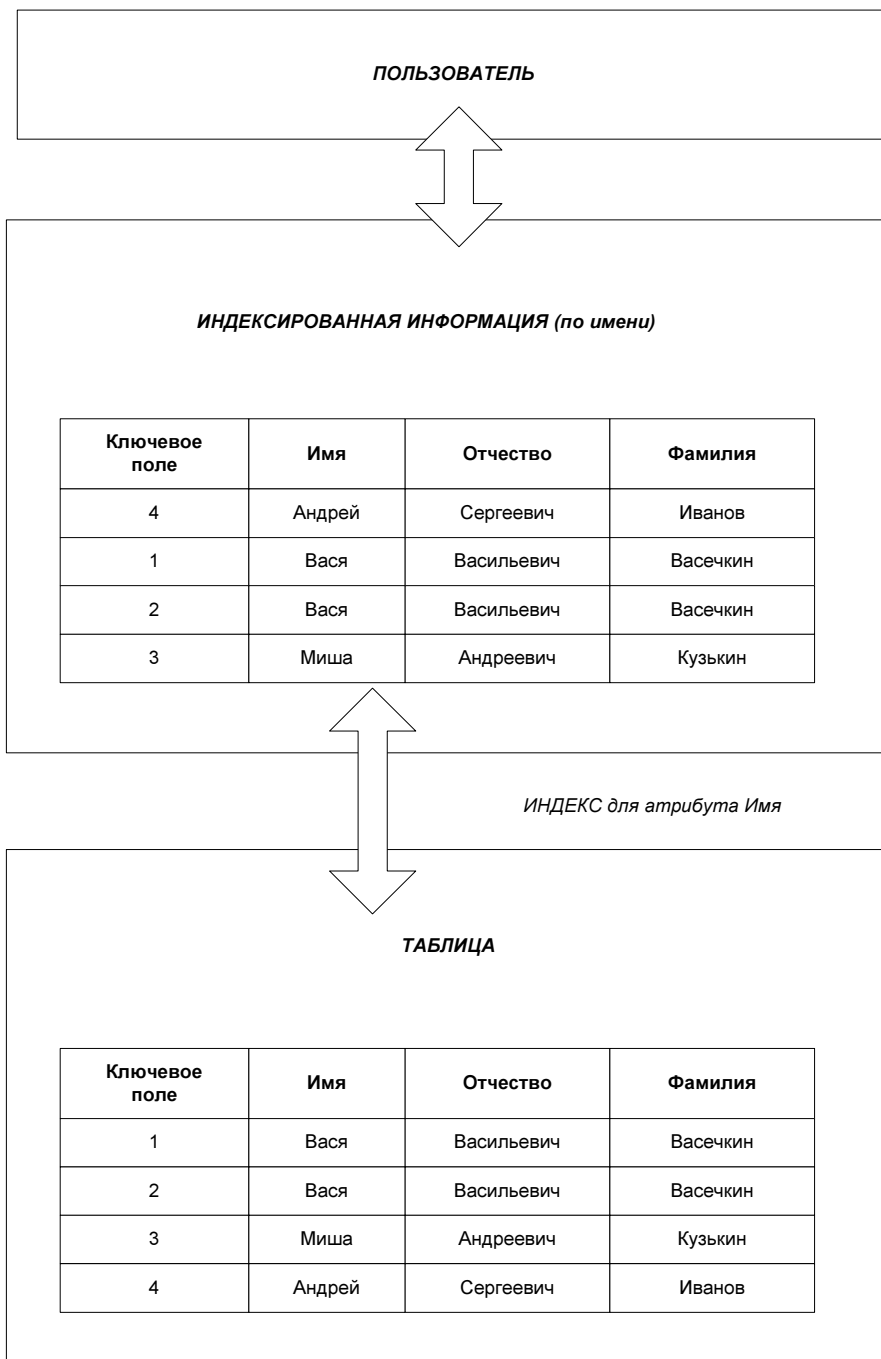 ПОЛЬЗОВАТЕЛЬ
ИНДЕКСИРОВАННАЯ ИНФОРМАЦИЯ (по имени)
Ключевое
поле
Имя
Отчество
Фамилия
4 Андрей Сергеевич Иванов
1 Вася Васильевич Васечкин
2 Вася Васильевич Васечкин
3 Миша Андреевич Кузькин
ИНДЕКС для атрибута Имя
ТАБЛИЦА
Ключевое
поле
Имя
Отчество
Фамилия
1 Вася Васильевич Васечкин
2 Вася Васильевич Васечкин
3 Миша Андреевич Кузькин
4 Андрей Сергеевич Иванов